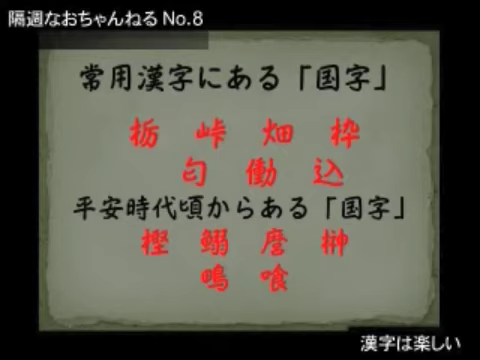 隔週なおちゃんねる No.8
常用漢字にある「国字」
栃 峠 畑 枠
匂 働 込
平安時代頃からある「国字」
樫 鰯 麿 榊
鴫 喰
漢字は楽しい